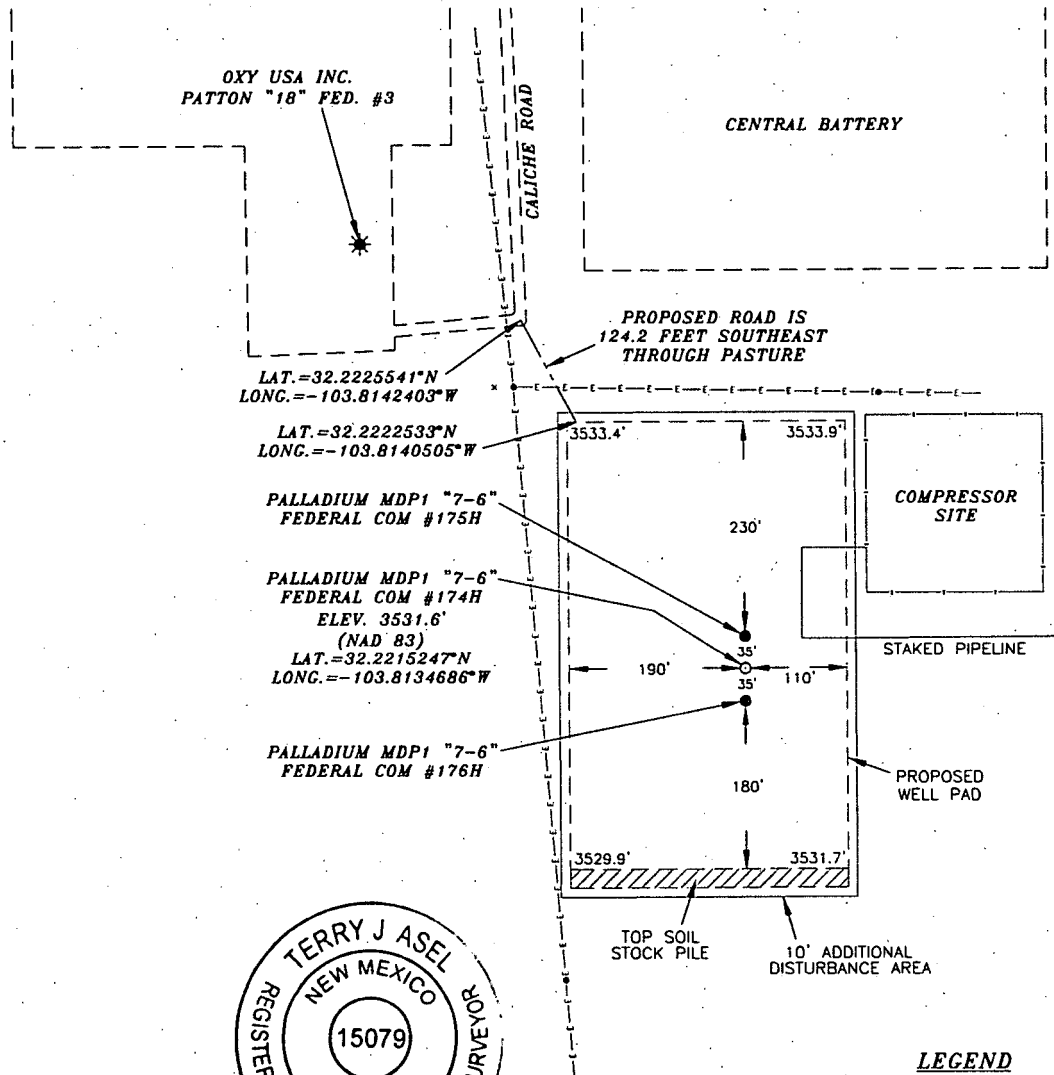 OXY USA INC.
PATTON "18" FED. #3
CALICHE ROAD
CENTRAL BATTERY
PROPOSED ROAD IS
124.2 FEET SOUTHEAST
THROUGH PASTURE
LAT.=32.2225541°N
LONG.=-103.8142403°W
LAT.=32.2222533°N
LONG.=-103.8140505°W
3533.4'
3533.9'
COMPRESSOR
SITE
PALLADIUM MDP1 "7-6"
FEDERAL COM #175H
230'
PALLADIUM MDP1 "7-6"
FEDERAL COM #174H
ELEV. 3531.6'
(NAD 83)
LAT.=32.2215247°N
LONG.=-103.8134686°W
35'
190'
110'
35'
STAKED PIPELINE
PALLADIUM MDP1 "7-6"
FEDERAL COM #176H
180'
PROPOSED
WELL PAD
3529.9'
3531.7'
TOP SOIL
STOCK PILE
10' ADDITIONAL
DISTURBANCE AREA
TERRY J ASEL
NEW MEXICO
15079
LEGEND